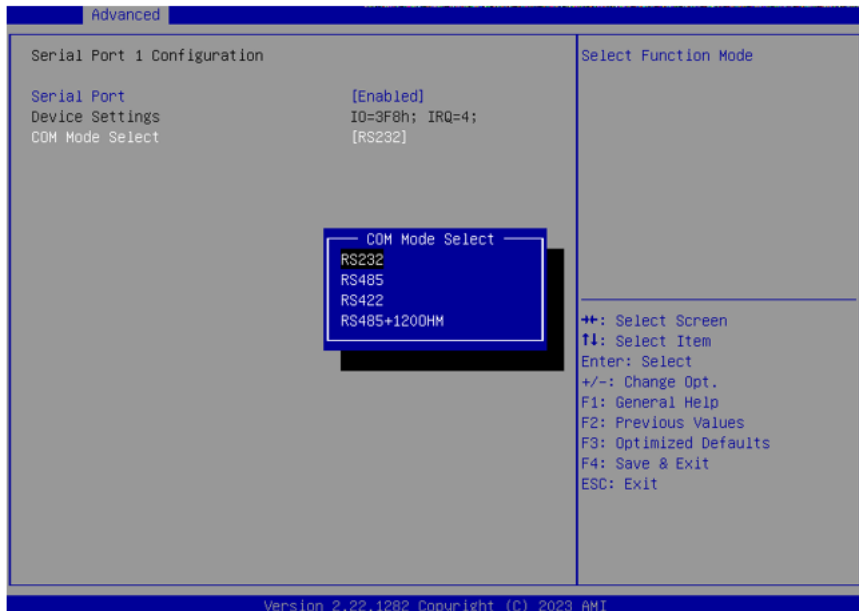 Advanced
Serial Port 1 Configuration
Serial Port [Enabled]
Device Settings IO=3F8h; IRQ=4;
COM Mode Select [RS232]
COM Mode Select
RS232
RS485
RS422
RS485+120OHM
Select Function Mode
→←: Select Screen
↑↓: Select Item
Enter: Select
+/-: Change Opt.
F1: General Help
F2: Previous Values
F3: Optimized Defaults
F4: Save & Exit
ESC: Exit
Version 2.22.1282 Copyright (C) 2023 AMI